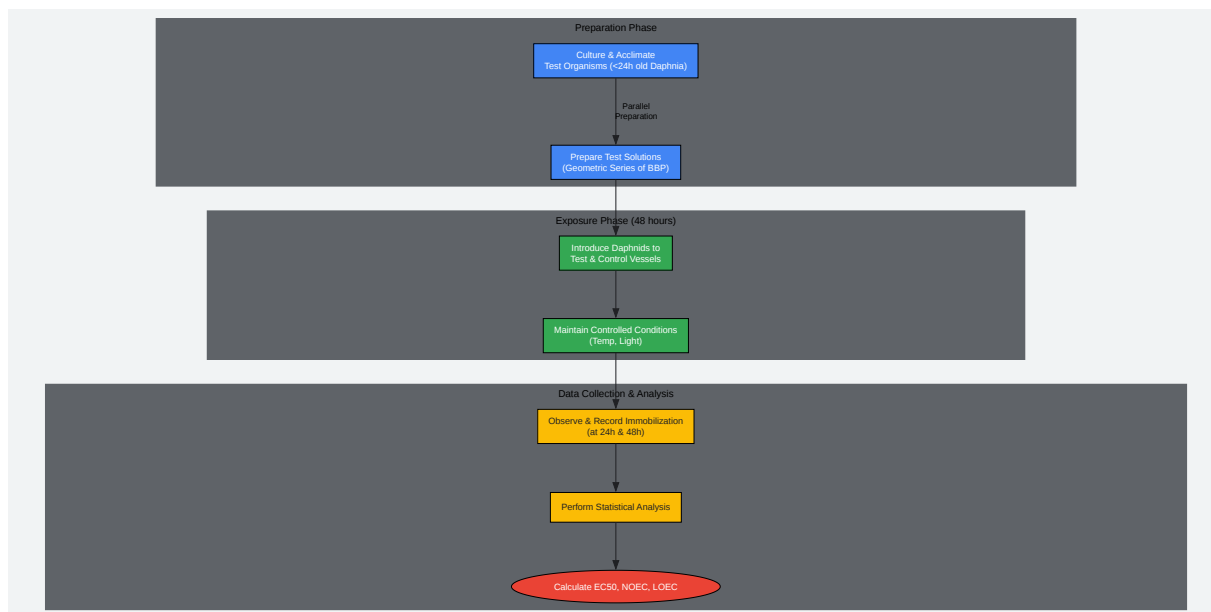 Preparation Phase
Culture & Acclimate
Test Organisms (<24h old Daphnia)
Parallel
Preparation
Prepare Test Solutions
(Geometric Series of BBP)
Exposure Phase (48 hours)
Introduce Daphnids to
Test & Control Vessels
Maintain Controlled Conditions
(Temp, Light)
Data Collection & Analysis
Observe & Record Immobilization
(at 24h & 48h)
Perform Statistical Analysis
Calculate EC50, NOEC, LOEC